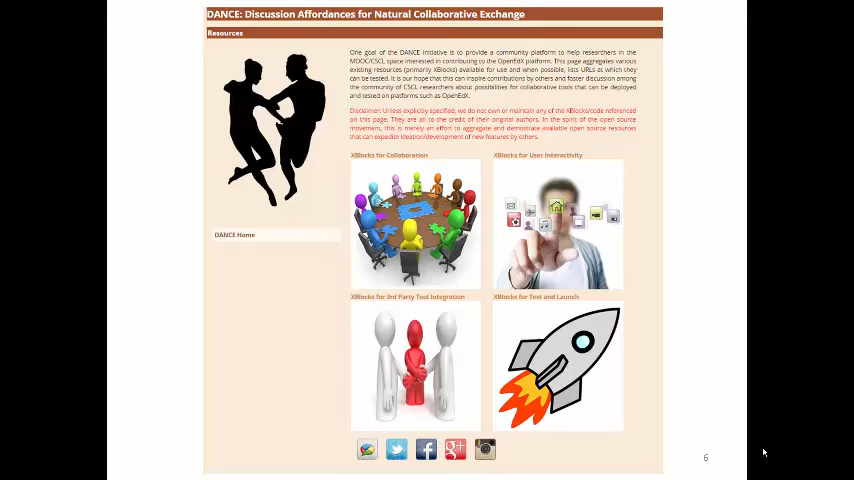 DANCE: Discussion Affordances for Natural Collaborative Exchange
Resources
One goal of the DANCE Initiative is to provide a community platform to help researchers in the
MOOC/CSCL space interested in contributing to the OpenEdX platform. This page aggregates various
existing resources (primarily XBlocks) available for use and when possible, lists URLs at which they
can be tested. It is our hope that this can inspire contributions by others and foster discussion among
the community of CSCL researchers about possibilities for collaborative tools that can be deployed
and tested on platforms such as OpenEdX.
Disclaimer: Unless explicitly specified, we do not own or maintain any of the XBlocks/code referenced
on this page. They are all to the credit of their original authors. In the spirit of the open source
movement, this is merely an effort to aggregate and demostrate available open source resources
that can expedite ideation/development of new features by others.
XBlocks for Collaboration
XBlocks for User Interactivity
DANCE Home
XBlocks for 3rd Party Tool Integration
XBlocks for Test and Launch
6